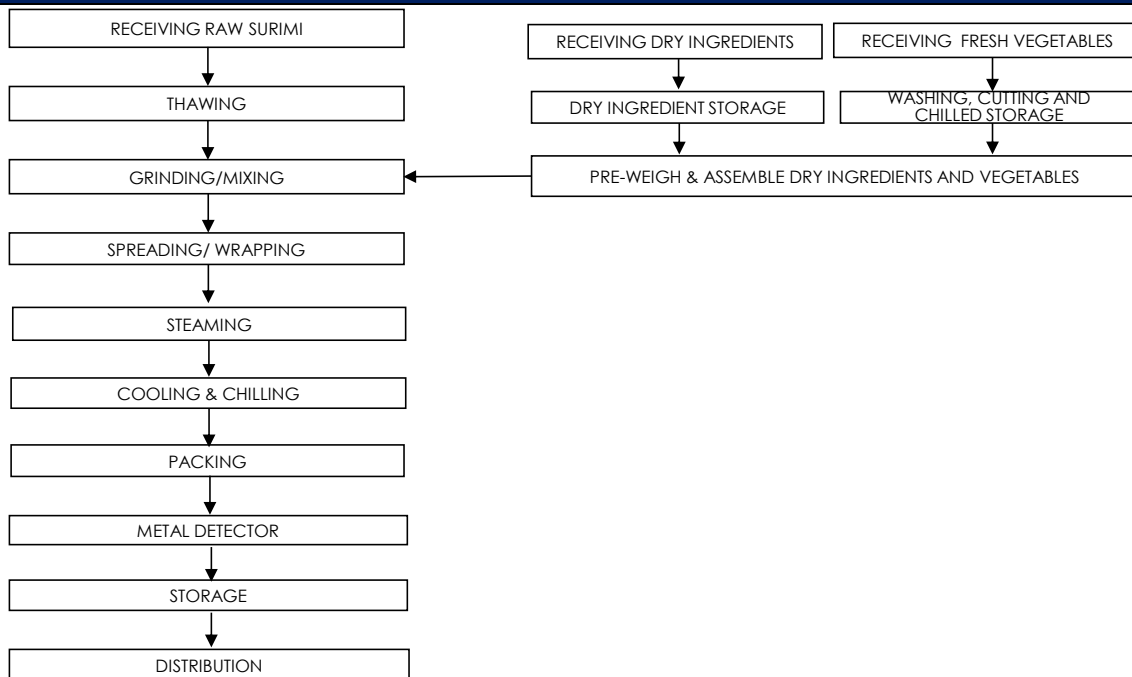 RECEIVING RAW SURIMI
THAWING
GRINDING/MIXING
SPREADING/ WRAPPING
STEAMING
COOLING & CHILLING
PACKING
METAL DETECTOR
STORAGE
DISTRIBUTION
RECEIVING DRY INGREDIENTS
DRY INGREDIENT STORAGE
RECEIVING FRESH VEGETABLES
WASHING, CUTTING AND
CHILLED STORAGE
PRE-WEIGH & ASSEMBLE DRY INGREDIENTS AND VEGETABLES